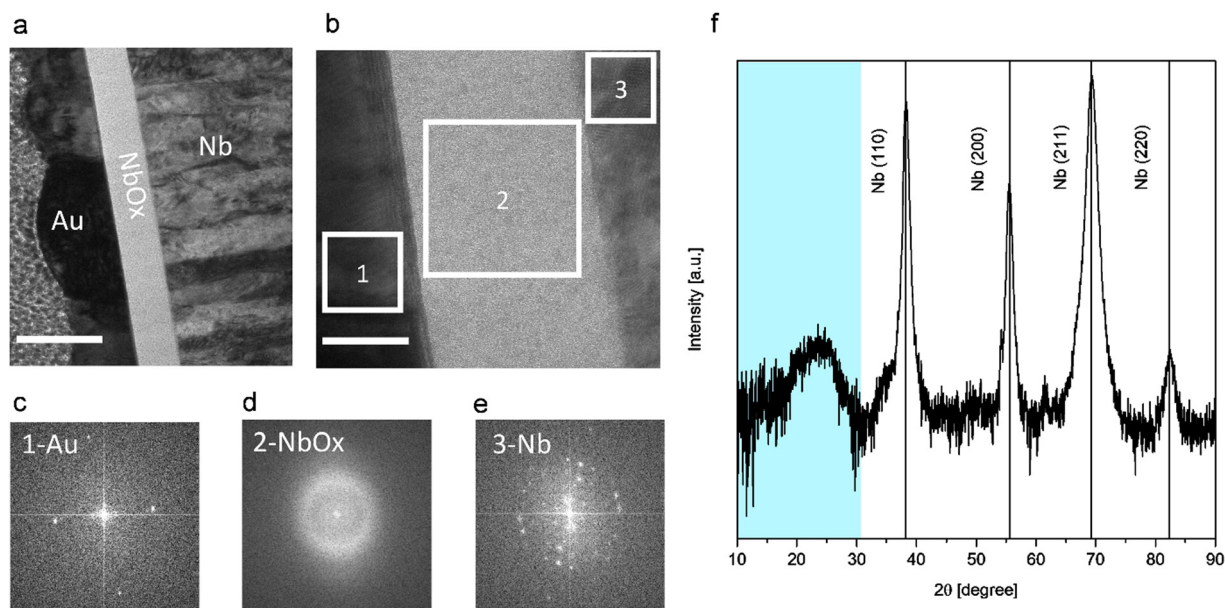 a
b
f
Au
NbOx
Nb
1
2
3
c
d
e
1-Au
2-NbOx
3-Nb
Intensity [a.u.]
Nb (110)
Nb (200)
Nb (211)
Nb (220)
10 20 30 40 50 60 70 80 90
2θ [degree]